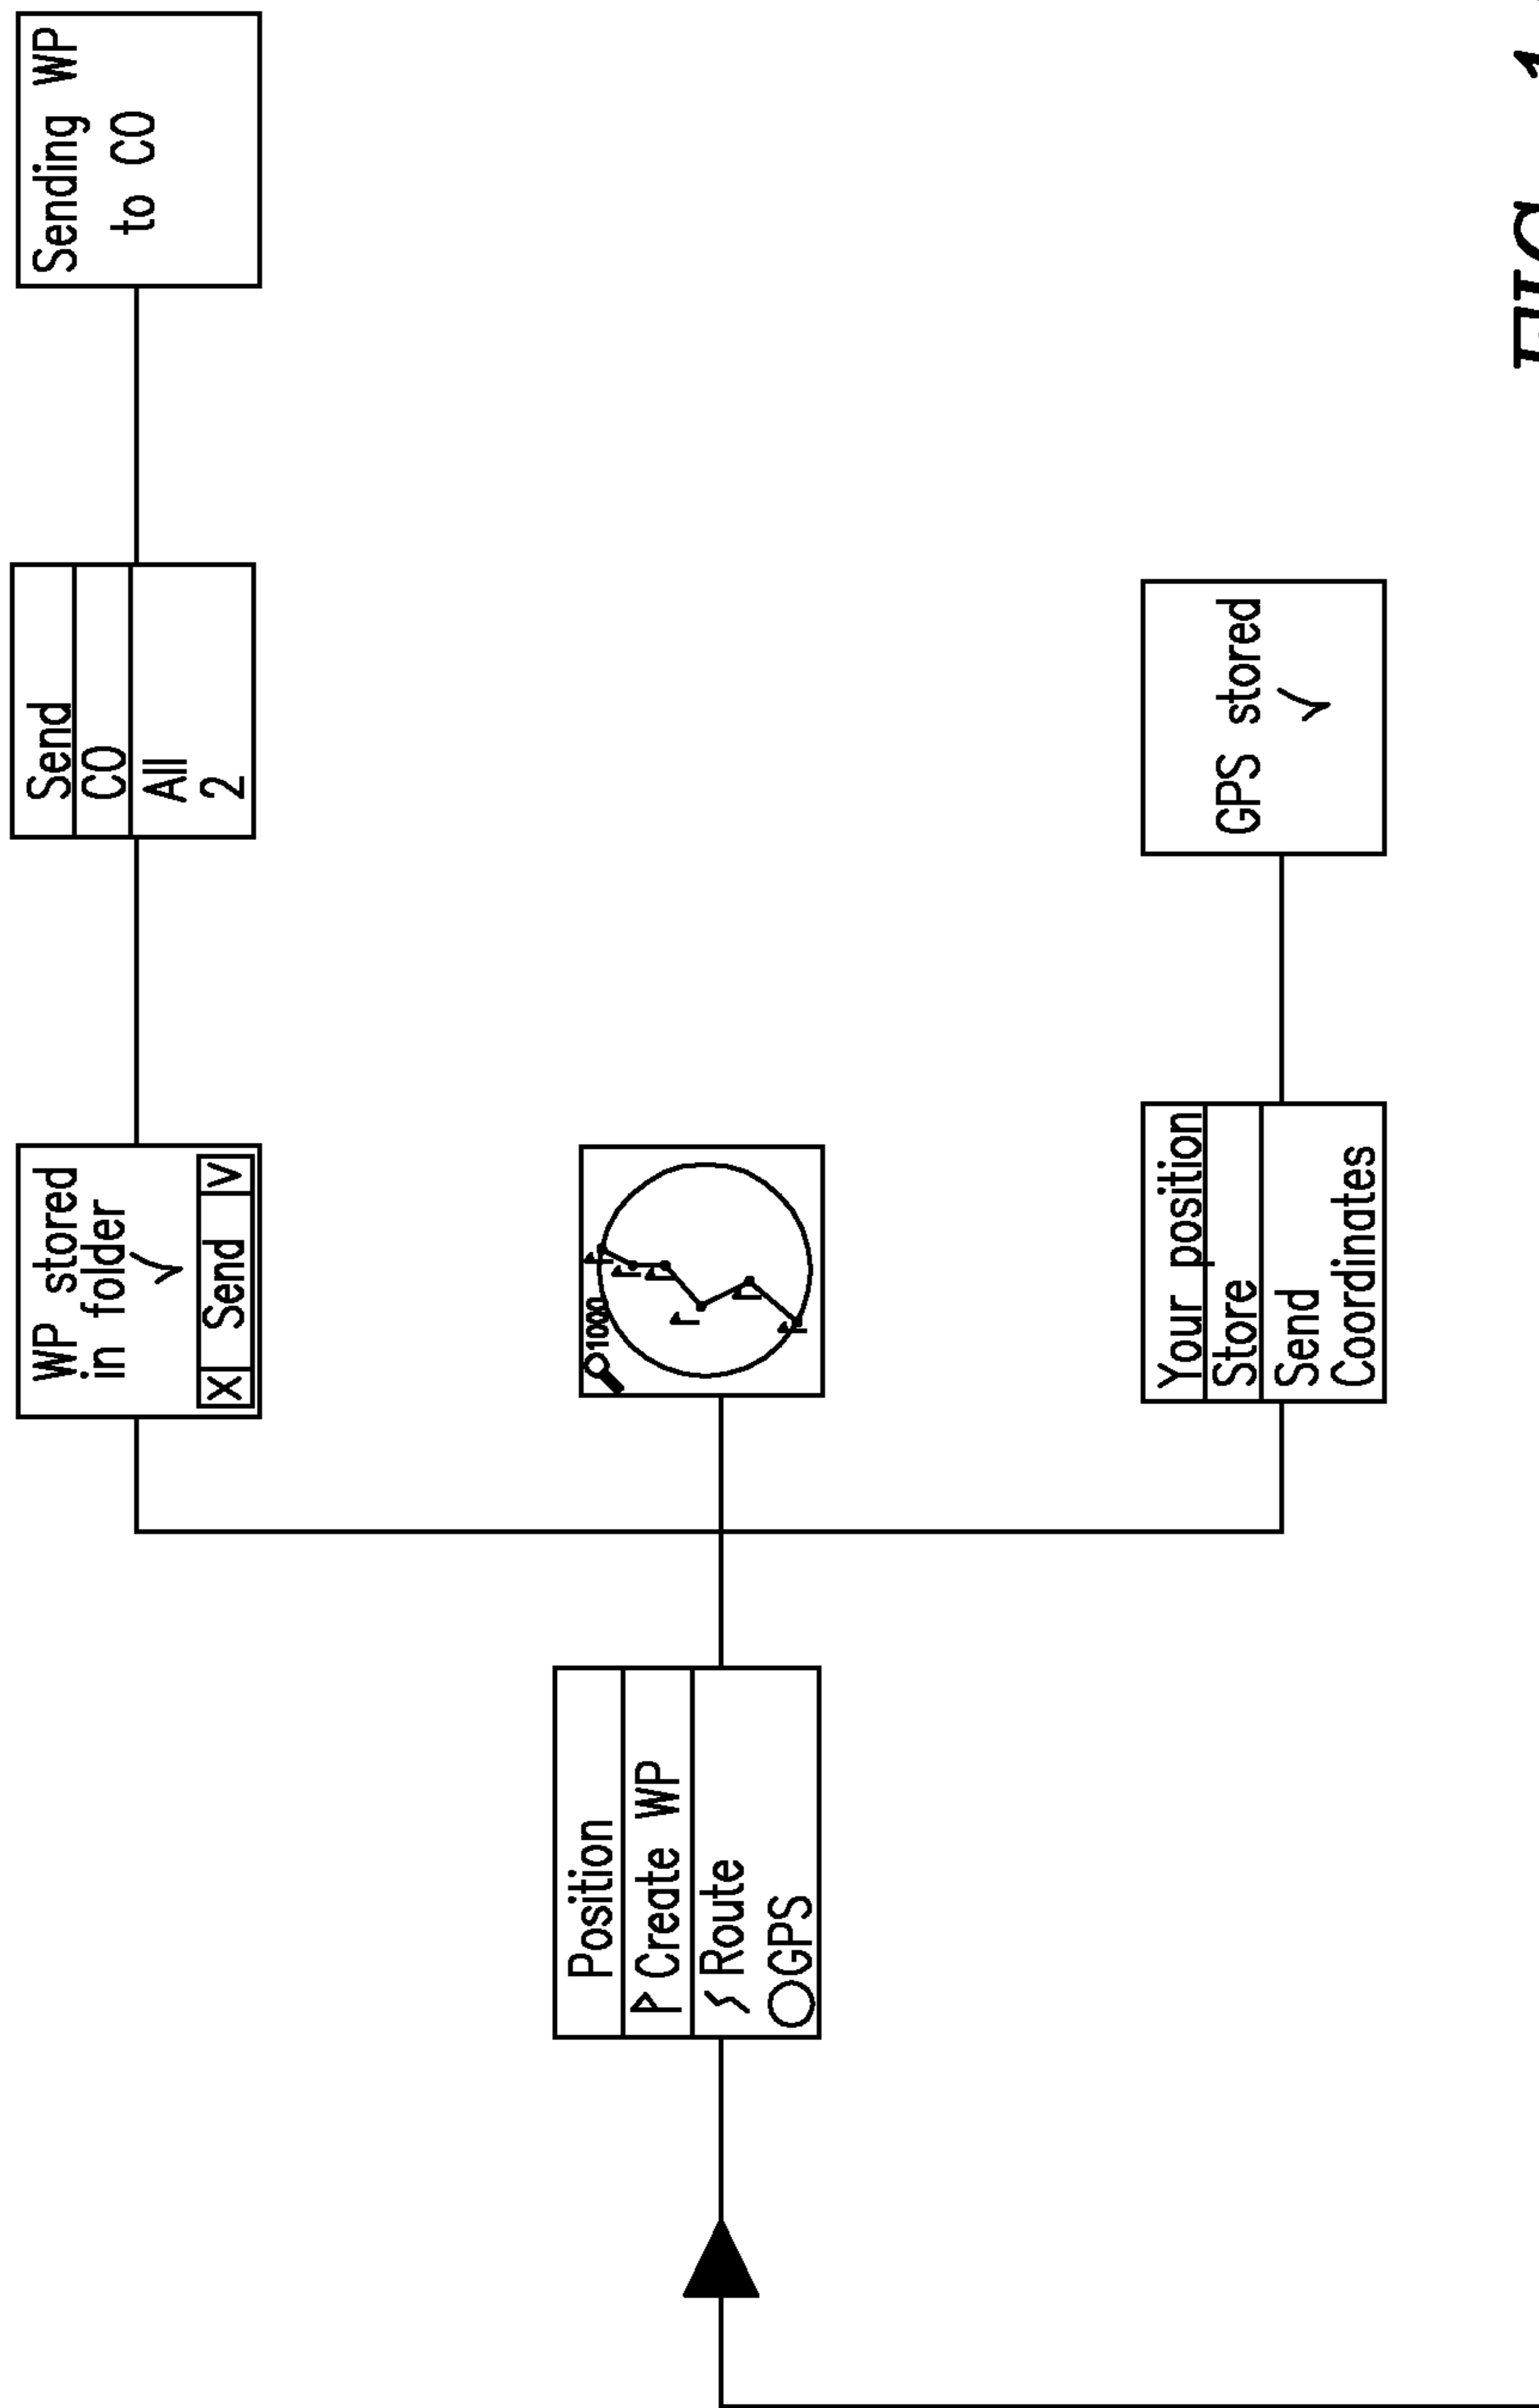 WP stored
in folder
X Send V
Send
CO
All
2
Sending WP
to CO
Position
Create WP
Route
GPS
1000
Your position
Store
Send
Coordinates
GPS stored